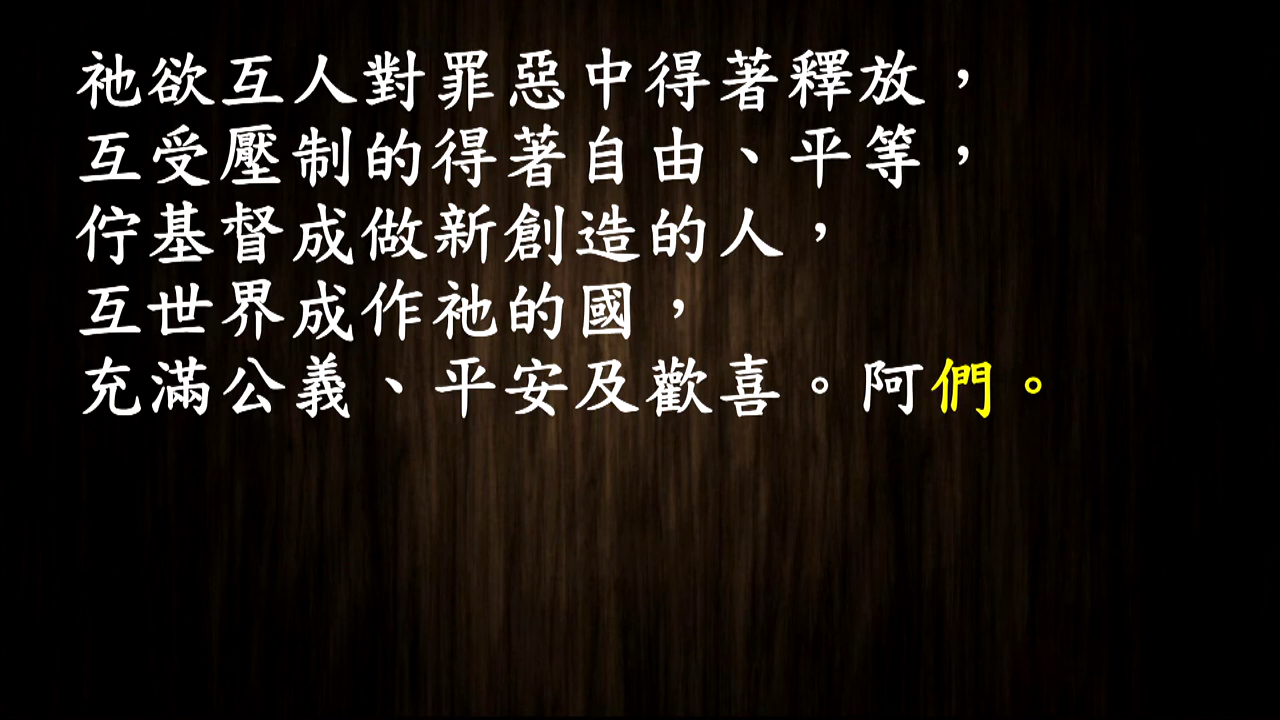 祂欲互人對罪惡中得著釋放，
互受壓制的得著自由、平等，
佇基督成做新創造的人，
互世界成作祂的國，
充滿公義、平安及歡喜。阿們。